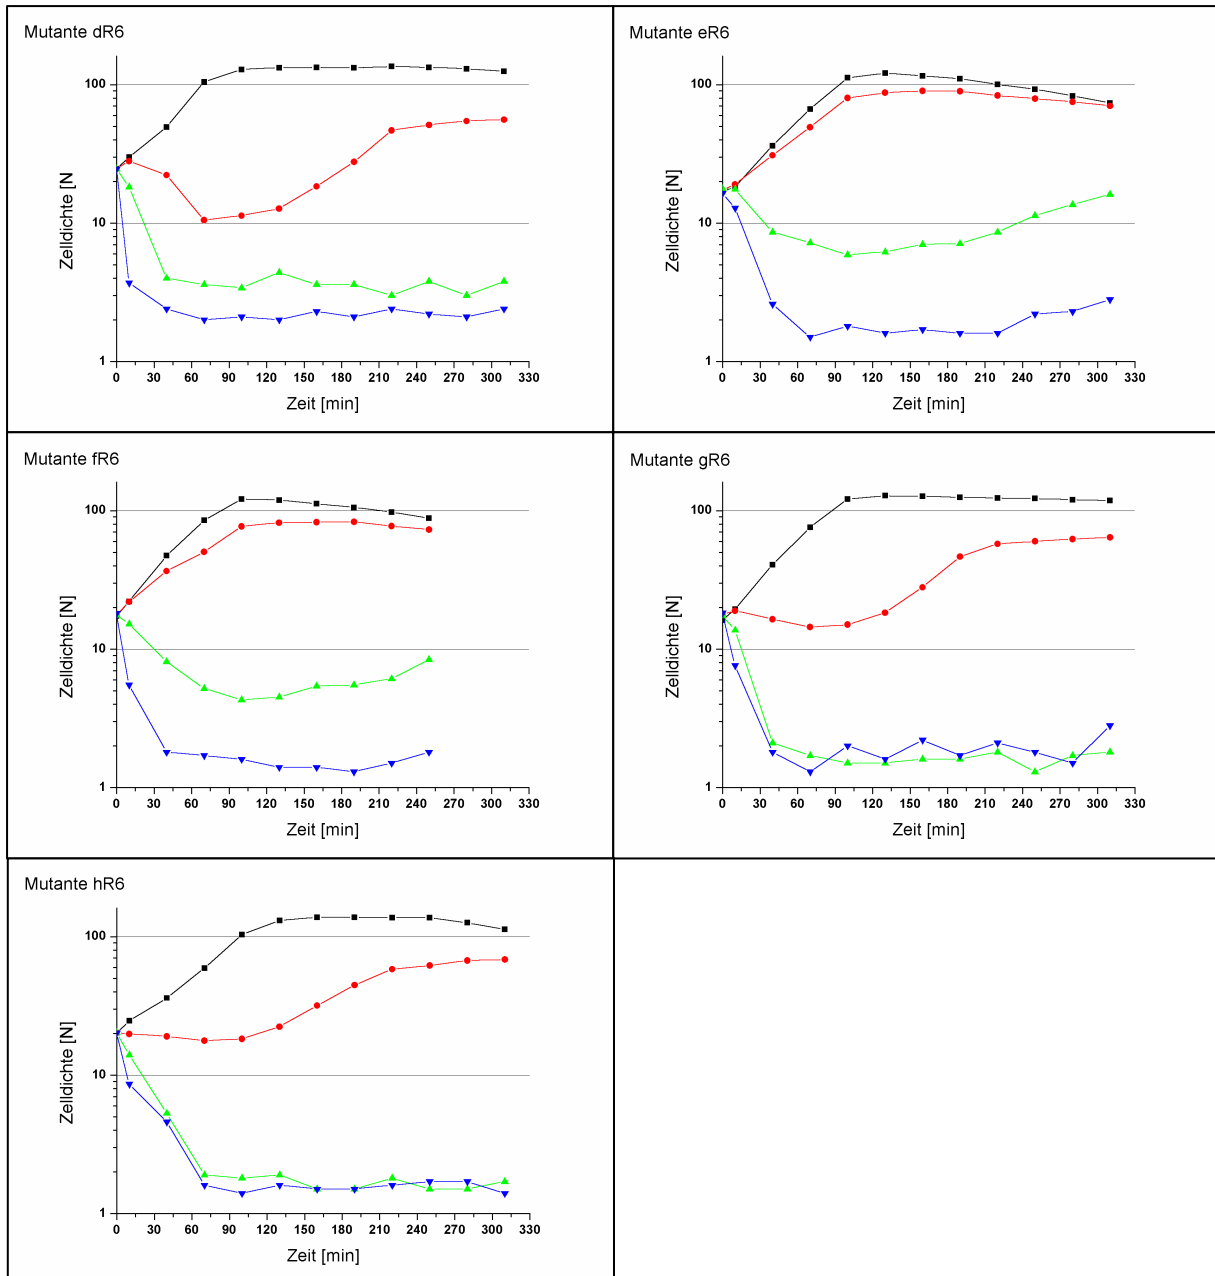 Mutante dR6
Zelldichte [N
100
10
1
0 30 60 90 120 150 180 210 240 270 300 330
Zeit [min]
Mutante eR6
Zelldichte [N]
100
10
1
0 30 60 90 120 150 180 210 240 270 300 330
Zeit [min]
Mutante fR6
Zelldichte [N]
100
10
1
0 30 60 90 120 150 180 210 240 270 300 330
Zeit [min]
Mutante gR6
Zelldichte [N]
100
10
1
0 30 60 90 120 150 180 210 240 270 300 330
Zeit [min]
Mutante hR6
Zelldichte [N]
100
10
1
0 30 60 90 120 150 180 210 240 270 300 330
Zeit [min]